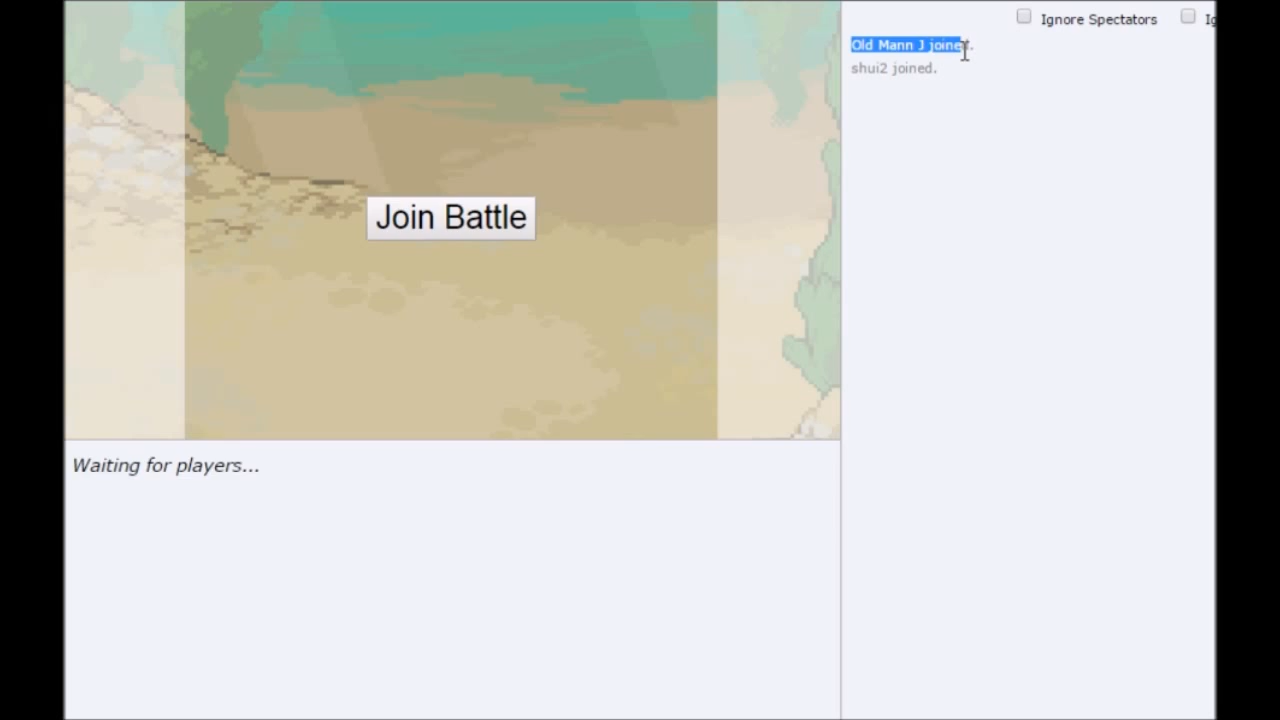 Ignore Spectators
Old Mann J joined.
shui2 joined.
Join Battle
Waiting for players...